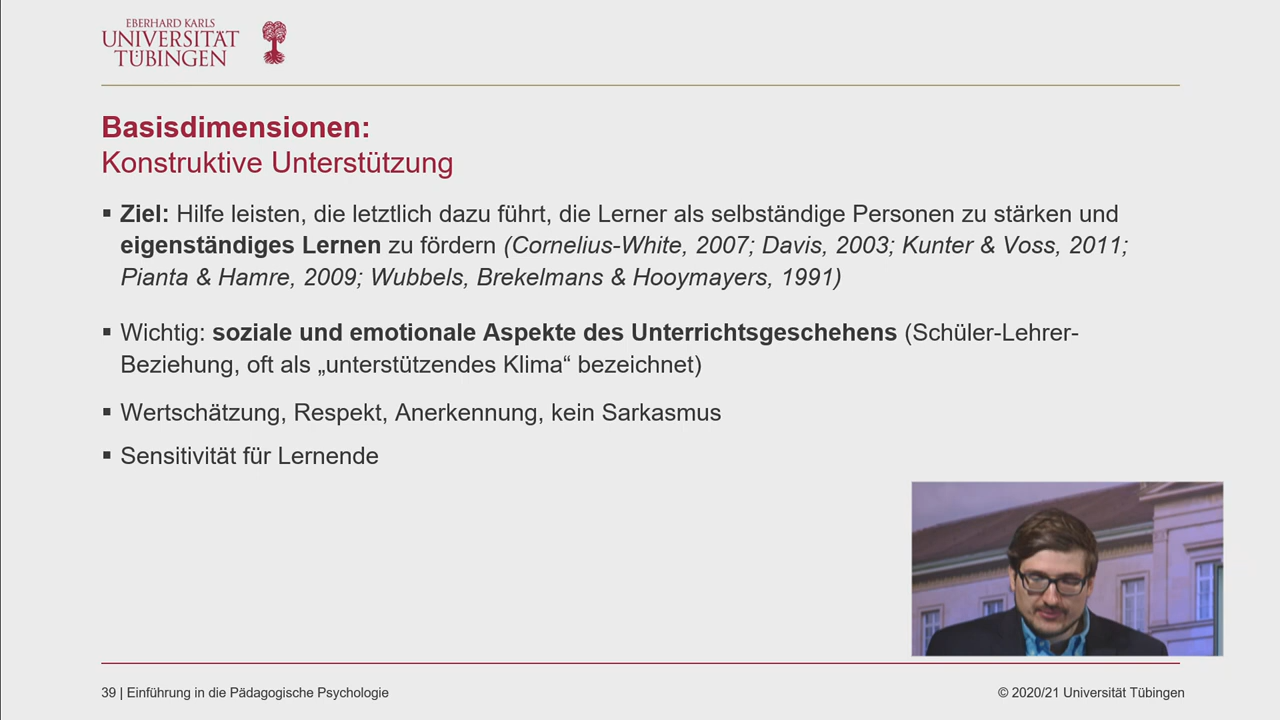 EBERHARD KARLS
UNIVERSITÄT
TÜBINGEN
Basisdimensionen:
Konstruktive Unterstützung
▪ Ziel: Hilfe leisten, die letztlich dazu führt, die Lerner als selbständige Personen zu stärken und
eigenständiges Lernen zu fördern (Cornelius-White, 2007; Davis, 2003; Kunter & Voss, 2011;
Pianta & Hamre, 2009; Wubbels, Brekelmans & Hooymayers, 1991)
▪ Wichtig: soziale und emotionale Aspekte des Unterrichtsgeschehens (Schüler-Lehrer-
Beziehung, oft als „unterstützendes Klima“ bezeichnet)
▪ Wertschätzung, Respekt, Anerkennung, kein Sarkasmus
▪ Sensitivität für Lernende
39 | Einführung in die Pädagogische Psychologie
© 2020/21 Universität Tübingen